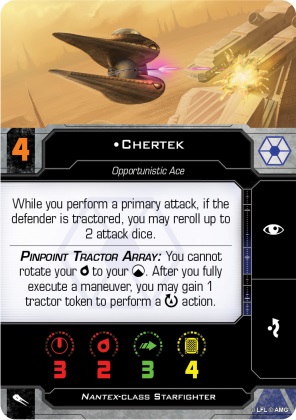 4
•Chertek
Opportunistic Ace
While you perform a primary attack, if the
defender is tractored, you may reroll up to
2 attack dice.
Pinpoint Tractor Array: You cannot
rotate your to your . After you fully
execute a maneuver, you may gain 1
tractor token to perform a action.
3 2 3 4
Nantex-class Starfighter
© LFL © AMG